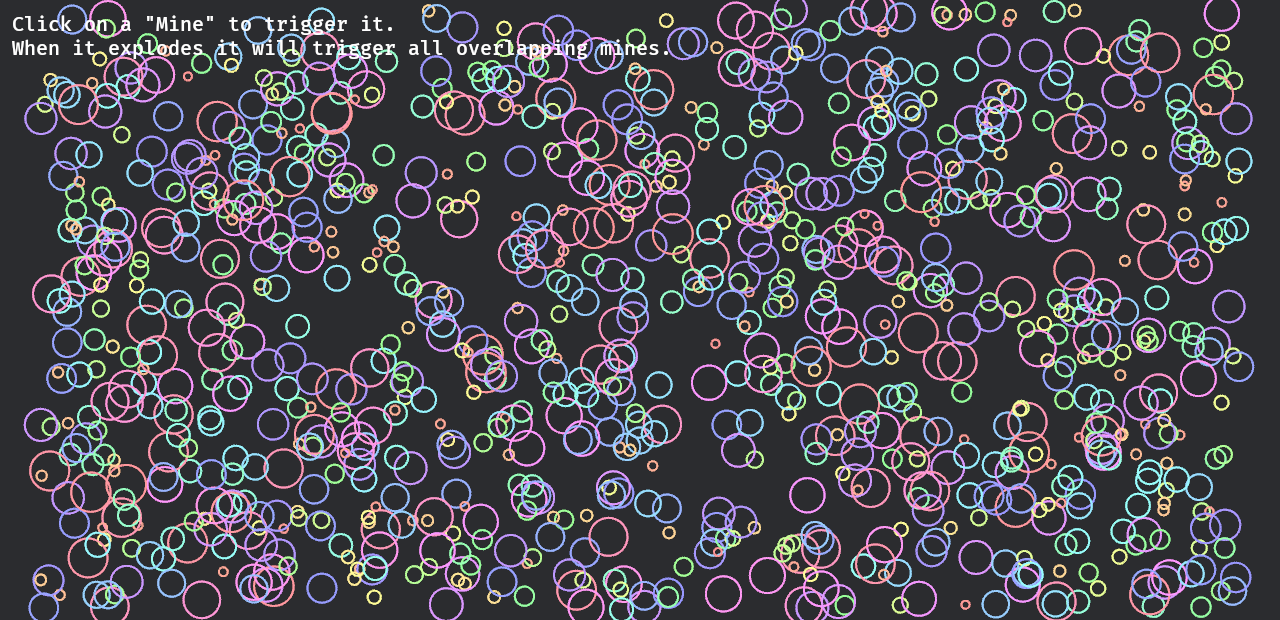 Click on a "Mine" to trigger it.
When it explodes it will trigger all overlapping mines.